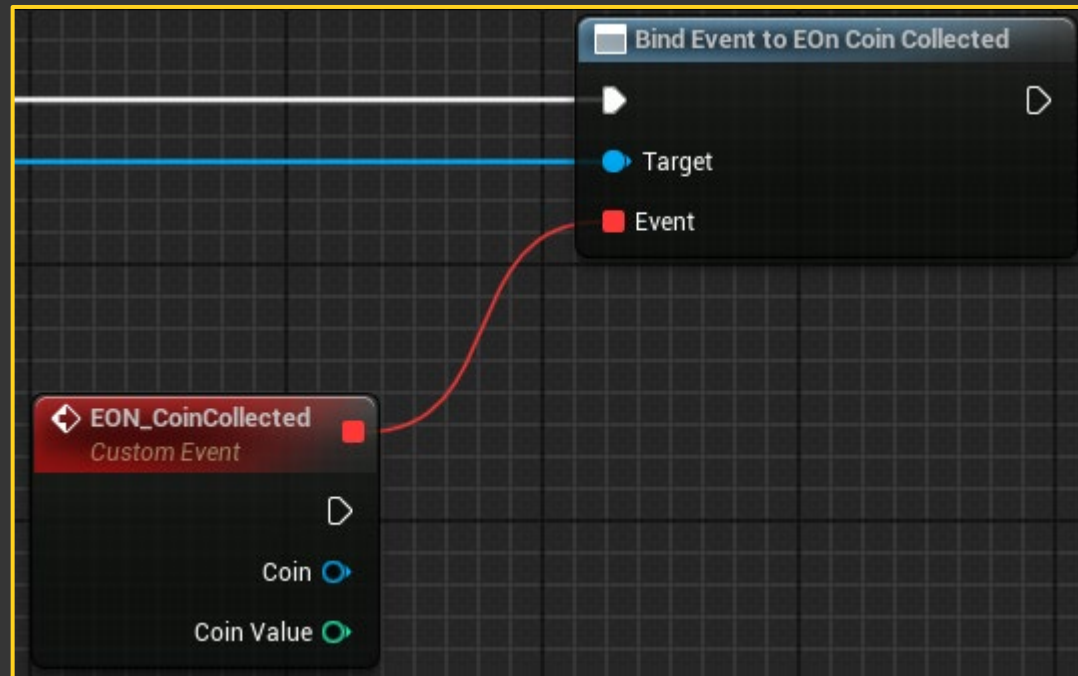 Bind Event to EOn Coin Collected
Target
Event
EON_CoinCollected
Custom Event
Coin
Coin Value